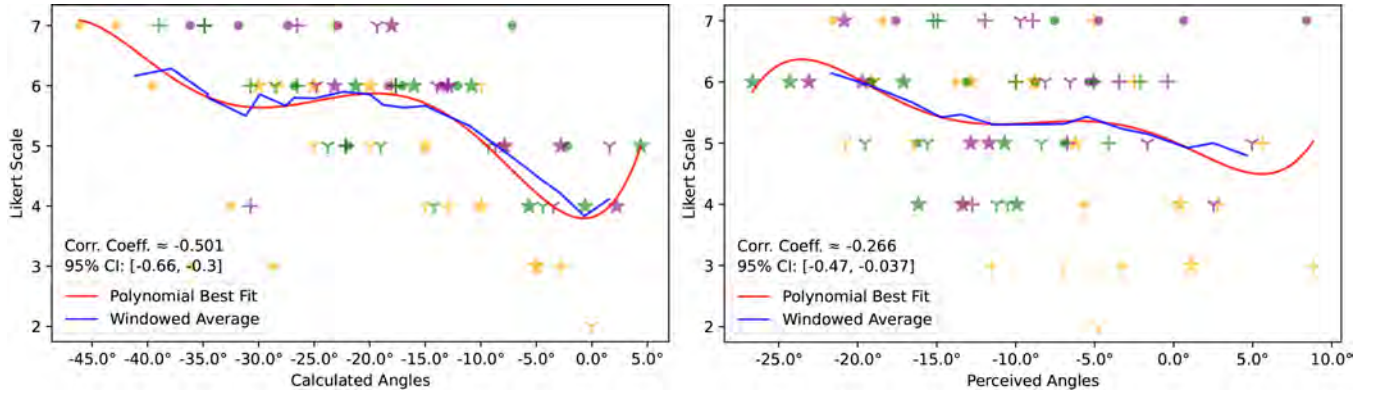 7
6
5
4
3
2
Likert Scale
Corr. Coeff. ≈ -0.501
95% CI: [-0.66, -0.3]
Polynomial Best Fit
Windowed Average
-45.0° -40.0° -35.0° -30.0° -25.0° -20.0° -15.0° -10.0° -5.0° 0.0° 5.0°
Calculated Angles
7
6
5
4
3
2
Likert Scale
Corr. Coeff. ≈ -0.266
95% CI: [-0.47, -0.037]
Polynomial Best Fit
Windowed Average
-25.0° -20.0° -15.0° -10.0° -5.0° 0.0° 5.0° 10.0°
Perceived Angles